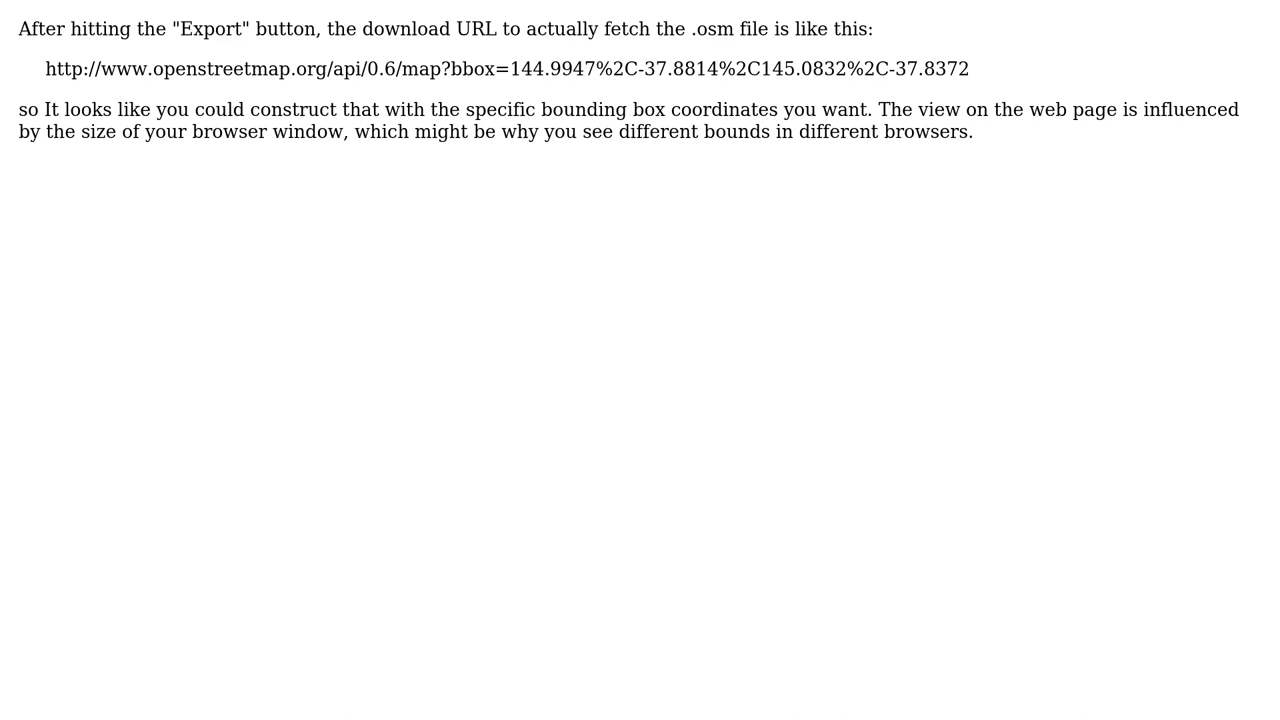 After hitting the "Export" button, the download URL to actually fetch the .osm file is like this:
http://www.openstreetmap.org/api/0.6/map?bbox=144.9947%2C-37.8814%2C145.0832%2C-37.8372
so It looks like you could construct that with the specific bounding box coordinates you want. The view on the web page is influenced
by the size of your browser window, which might be why you see different bounds in different browsers.